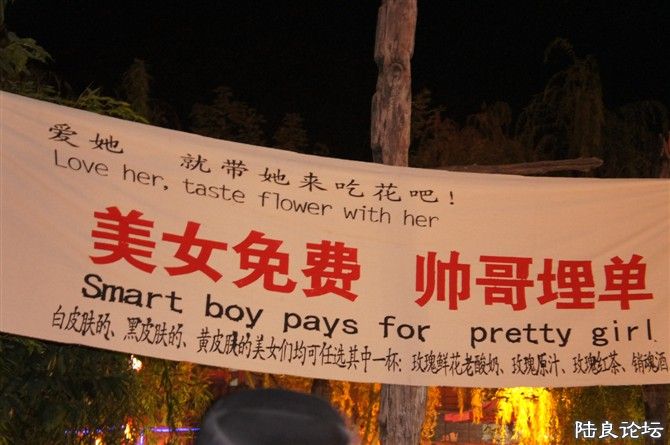 爱她 就带她来吃花吧!
Love her, taste flower with her
美女免费 帅哥埋单
Smart boy pays for pretty girl
白皮肤的、黑皮肤的、黄皮肤的美女们均可任选其中一杯：玫瑰鲜花老酸奶、玫瑰原汁、玫瑰红茶、销魂酒
陆良论坛